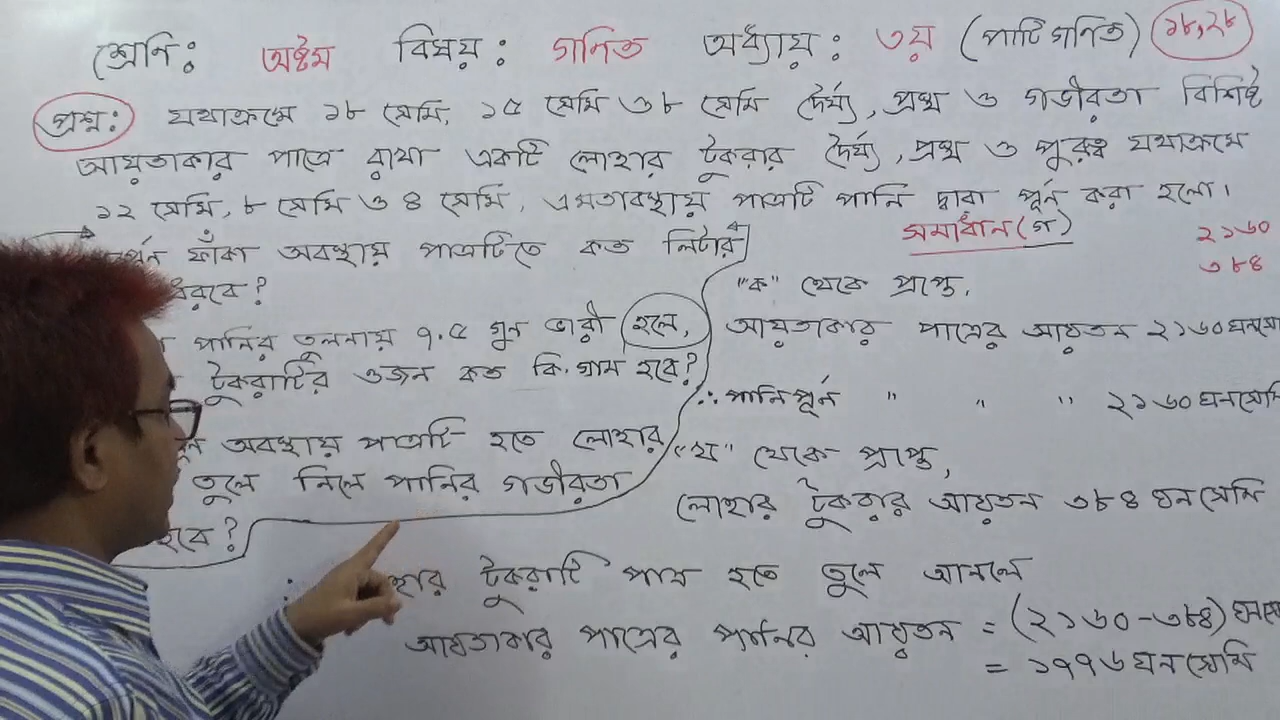 শ্রেণি: অষ্টম বিষয়: গনিত অধ্যায়: ৩য় (পাটিগনিত) ১৮,২৮
প্রশ্ন: যথাক্রমে ১৮ সেমি, ১৫ সেমি ও ৮ সেমি দৈর্ঘ্য, প্রস্থ ও গভীরতা বিশিষ্ট
আয়তাকার পাত্রে রাখা একটি লোহার টুকরার দৈর্ঘ্য, প্রস্থ ও পুরুত্ব যথাক্রমে
১২ সেমি, ৮ সেমি ও ৪ সেমি, এমতাবস্থায় পাত্রটি পানি দ্বারা পূর্ন করা হলো।
ফাঁকা অবস্থায় পাত্রটিতে কত লিটার
ধরবে?
পানির তুলনায় ৭.৫ গুন ভারী হলে,
টুকরাটির ওজন কত কি.গ্রাম হবে?
অবস্থায় পাত্রটি হতে লোহার
তুলে নিলে পানির গভীরতা
হবে?
সমাধান(গ)
২১৬০
৩৮৪
"ক" থেকে প্রাপ্ত,
আয়তাকার পাত্রের আয়তন ২১৬০ ঘনসে
∴ পানিপূর্ন " " " ২১৬০ ঘনসেমি
"খ" থেকে প্রাপ্ত,
লোহার টুকরার আয়তন ৩৮৪ ঘনসেমি
টুকরাটি পাত্র হতে তুলে আনলে
আয়তাকার পাত্রের পানির আয়তন = (২১৬০-৩৮৪) ঘনসে
= ১৭৭৬ ঘনসেমি